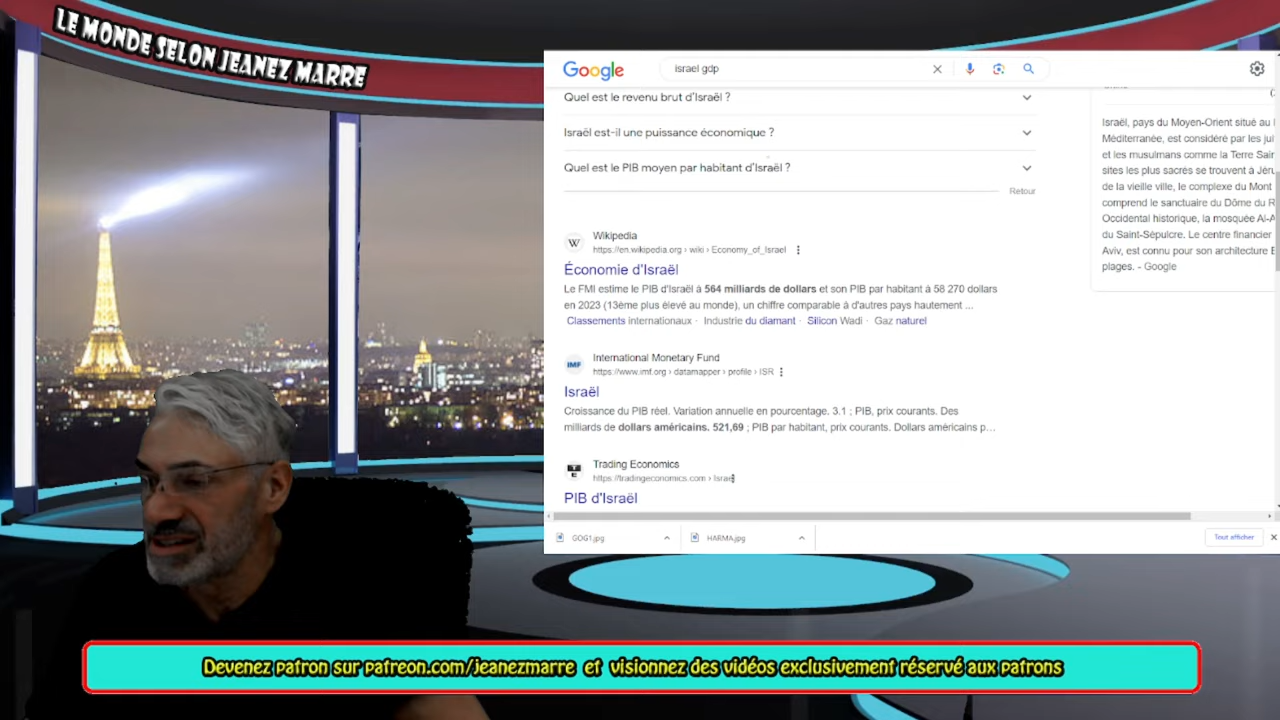 LE MONDE SELON JEANEZ MARRE
Google
israel gdp
Quel est le revenu brut d'Israël ?
Israël est-il une puissance économique ?
Quel est le PIB moyen par habitant d'Israël ?
Retour
Wikipedia
https://en.wikipedia.org › wiki › Economy_of_Israel
Économie d'Israël
Le FMI estime le PIB d'Israël à 564 milliards de dollars et son PIB par habitant à 58 270 dollars
en 2023 (13ème plus élevé au monde), un chiffre comparable à d'autres pays hautement ...
Classements internationaux · Industrie du diamant · Silicon Wadi · Gaz naturel
IMF
International Monetary Fund
https://www.imf.org › datamapper › profile › ISR
Israël
Croissance du PIB réel. Variation annuelle en pourcentage. 3.1 ; PIB, prix courants. Des
milliards de dollars américains. 521,69 ; PIB par habitant, prix courants. Dollars américains p...
Trading Economics
https://tradingeconomics.com › Israel
PIB d'Israël
Israël, pays du Moyen-Orient situé au
Méditerranée, est considéré par les jui
et les musulmans comme la Terre Sain
sites les plus sacrés se trouvent à Jéru
de la vieille ville, le complexe du Mont
comprend le sanctuaire du Dôme du R
Occidental historique, la mosquée Al-A
du Saint-Sépulcre. Le centre financier
Aviv, est connu pour son architecture B
plages. - Google
GOG1.jpg
HARMA.jpg
Tout afficher
Devenez patron sur patreon.com/jeanezmarre et visionnez des vidéos exclusivement réservé aux patrons